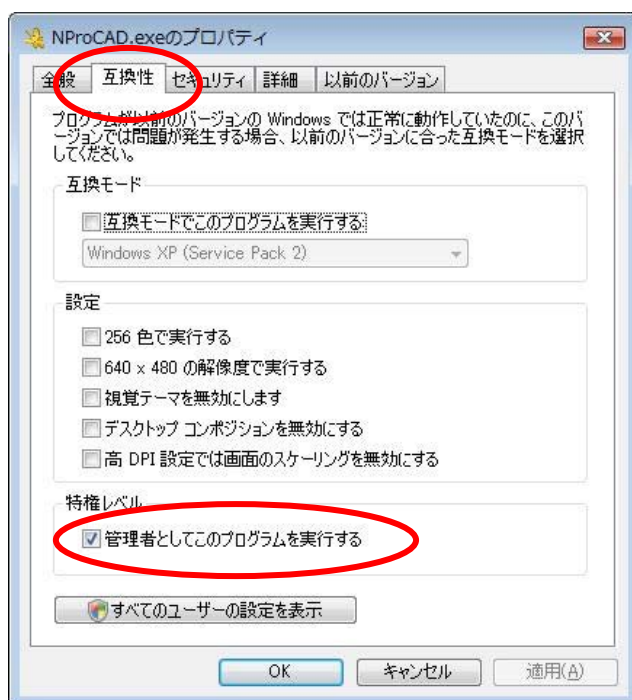 NProCAD.exeのプロパティ
全般 互換性 セキュリティ 詳細 以前のバージョン
プログラムが以前のバージョンの Windows では正常に動作していたのに、このバ
ージョンでは問題が発生する場合、以前のバージョンに合った互換モードを選択
してください。
互換モード
互換モードでこのプログラムを実行する
Windows XP (Service Pack 2)
設定
256 色で実行する
640 x 480 の解像度で実行する
視覚テーマを無効にします
デスクトップ コンポジションを無効にする
高 DPI 設定では画面のスケーリングを無効にする
特権レベル
管理者としてこのプログラムを実行する
すべてのユーザーの設定を表示
OK キャンセル 適用(A)